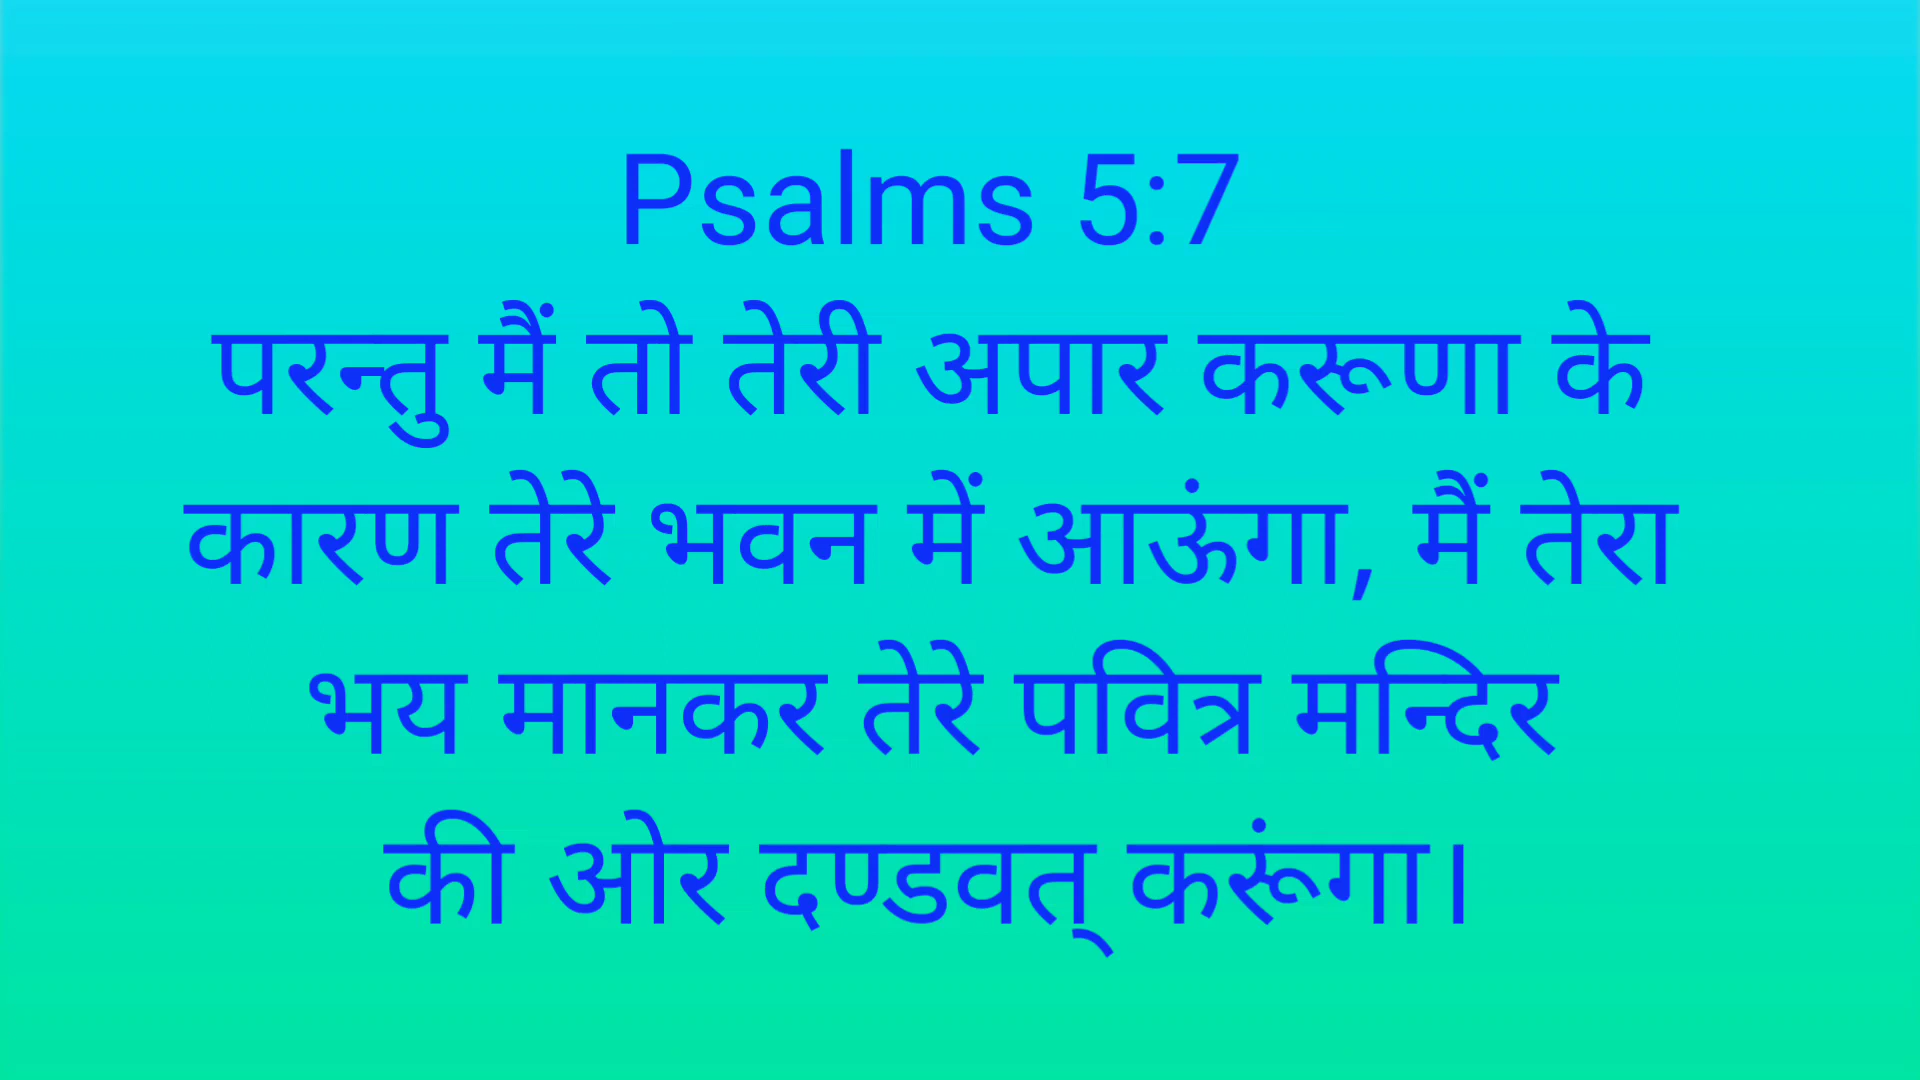 Psalms 5:7
परन्तु मैं तो तेरी अपार करूणा के
कारण तेरे भवन में आऊंगा, मैं तेरा
भय मानकर तेरे पवित्र मन्दिर
की ओर दण्डवत् करूंगा।